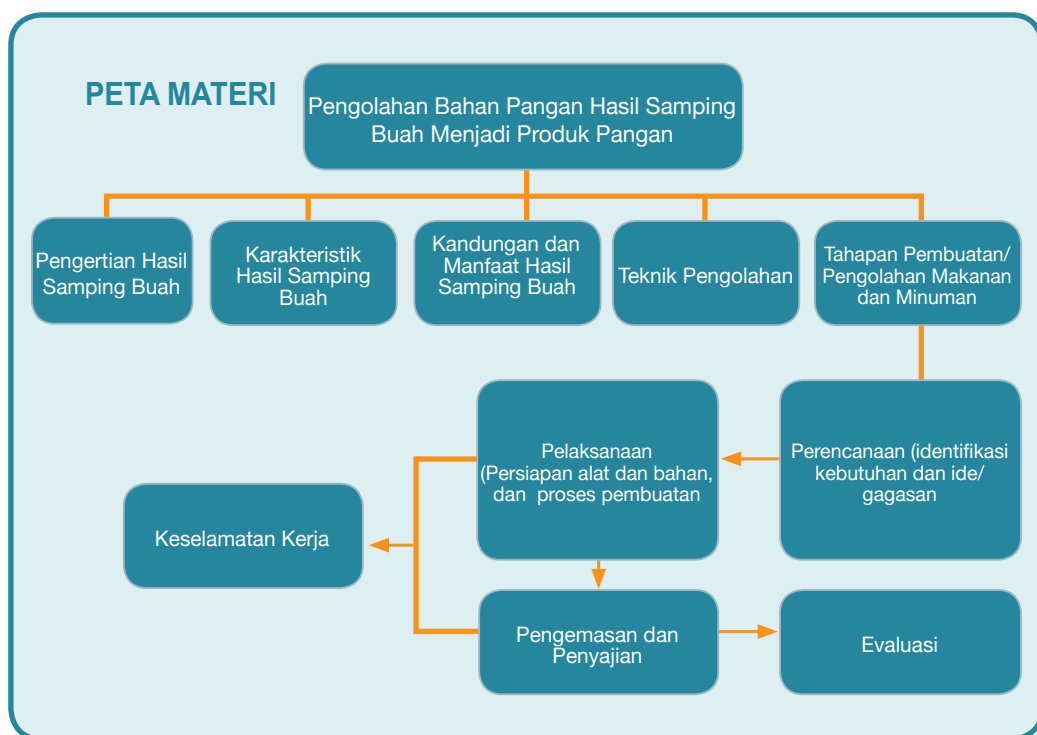 PETA MATERI
Pengolahan Bahan Pangan Hasil Samping
Buah Menjadi Produk Pangan
Pengertian Hasil
Samping Buah
Karakteristik
Hasil Samping
Buah
Kandungan dan
Manfaat Hasil
Samping Buah
Teknik Pengolahan
Tahapan Pembuatan/
Pengolahan Makanan
dan Minuman
Perencanaan (identifikasi
kebutuhan dan ide/
gagasan
Pelaksanaan
(Persiapan alat dan bahan,
dan proses pembuatan
Keselamatan Kerja
Pengemasan dan
Penyajian
Evaluasi